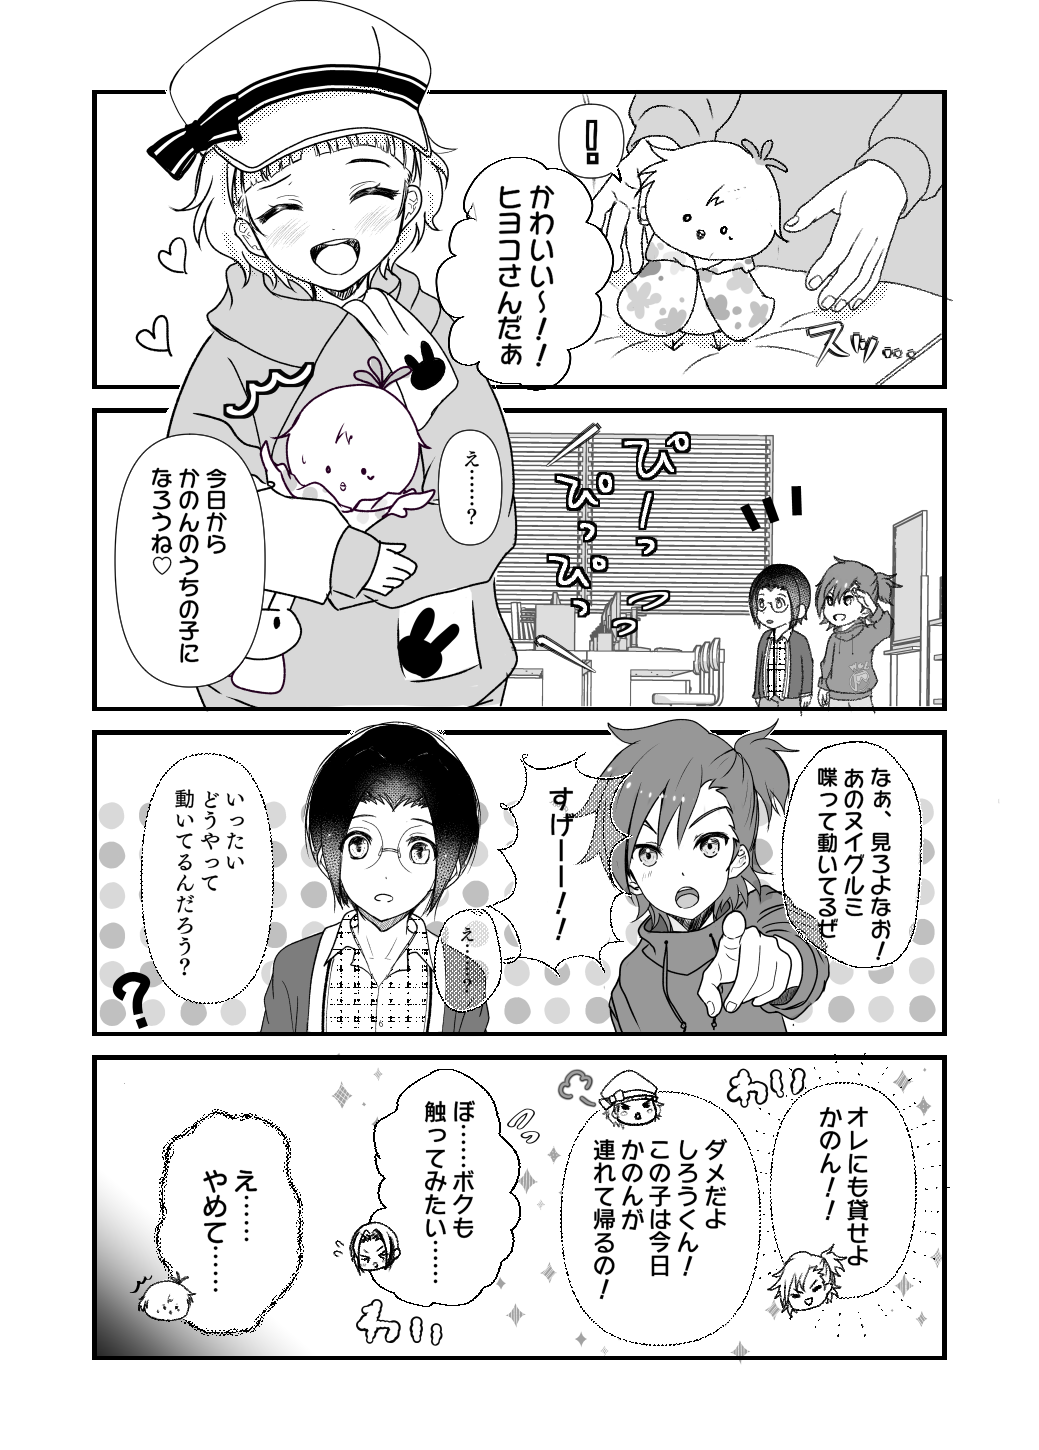 ！
かわいい～！！
ヒヨコさんだぁ
スッ…
え……？
今日から
かのんのうちの子に
なろうね♡
ぴーっ
ぴっぴっ
なぁ、見ろよなお！
あのヌイグルミ
喋って動いてるぜ
すげーー！！
え……？
いったい
どうやって
動いてるんだろう？
?
6
オレにも貸せよ
かのん！！
わい
ダメだよ
しろうくん！
この子は今日
かのんが
連れて帰るの！
ぼ……ボクも
触ってみたい……
わい
え……
やめて……